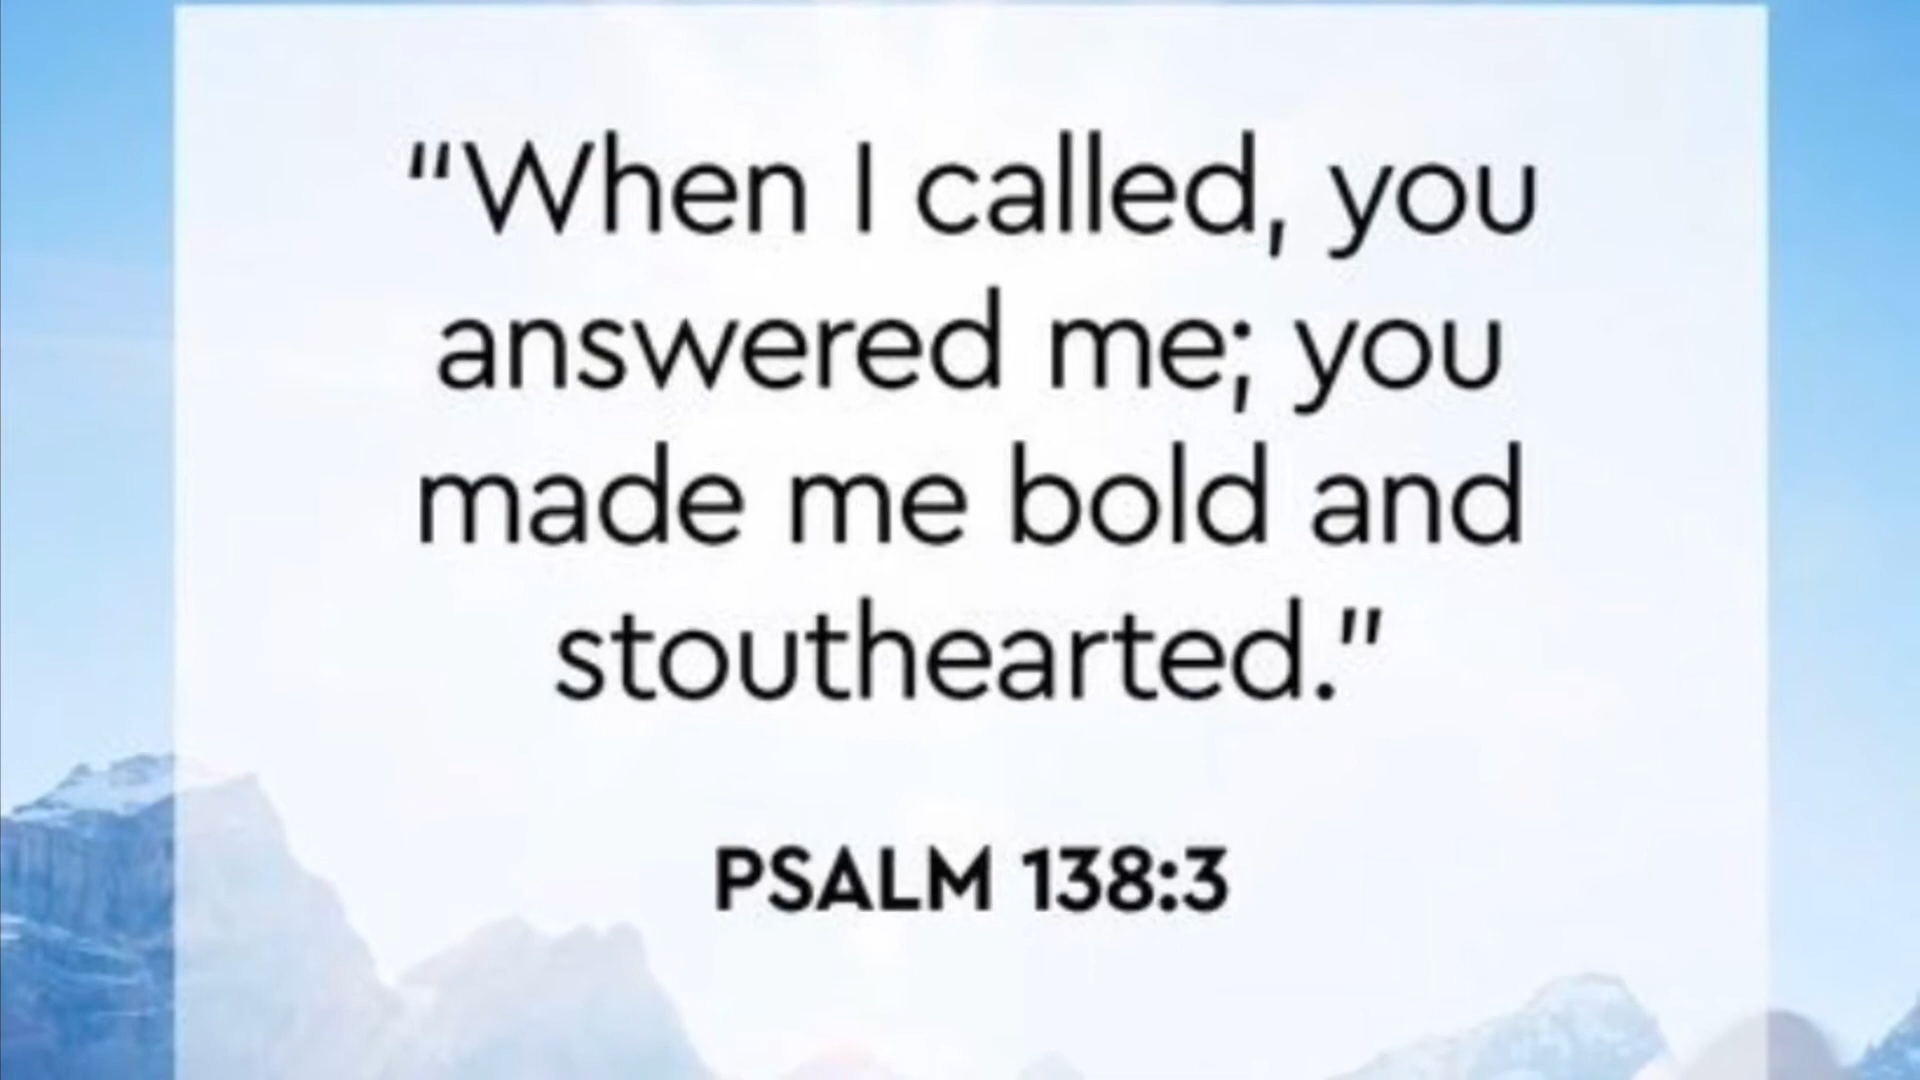 “When I called, you
answered me; you
made me bold and
stouthearted.”
PSALM 138:3